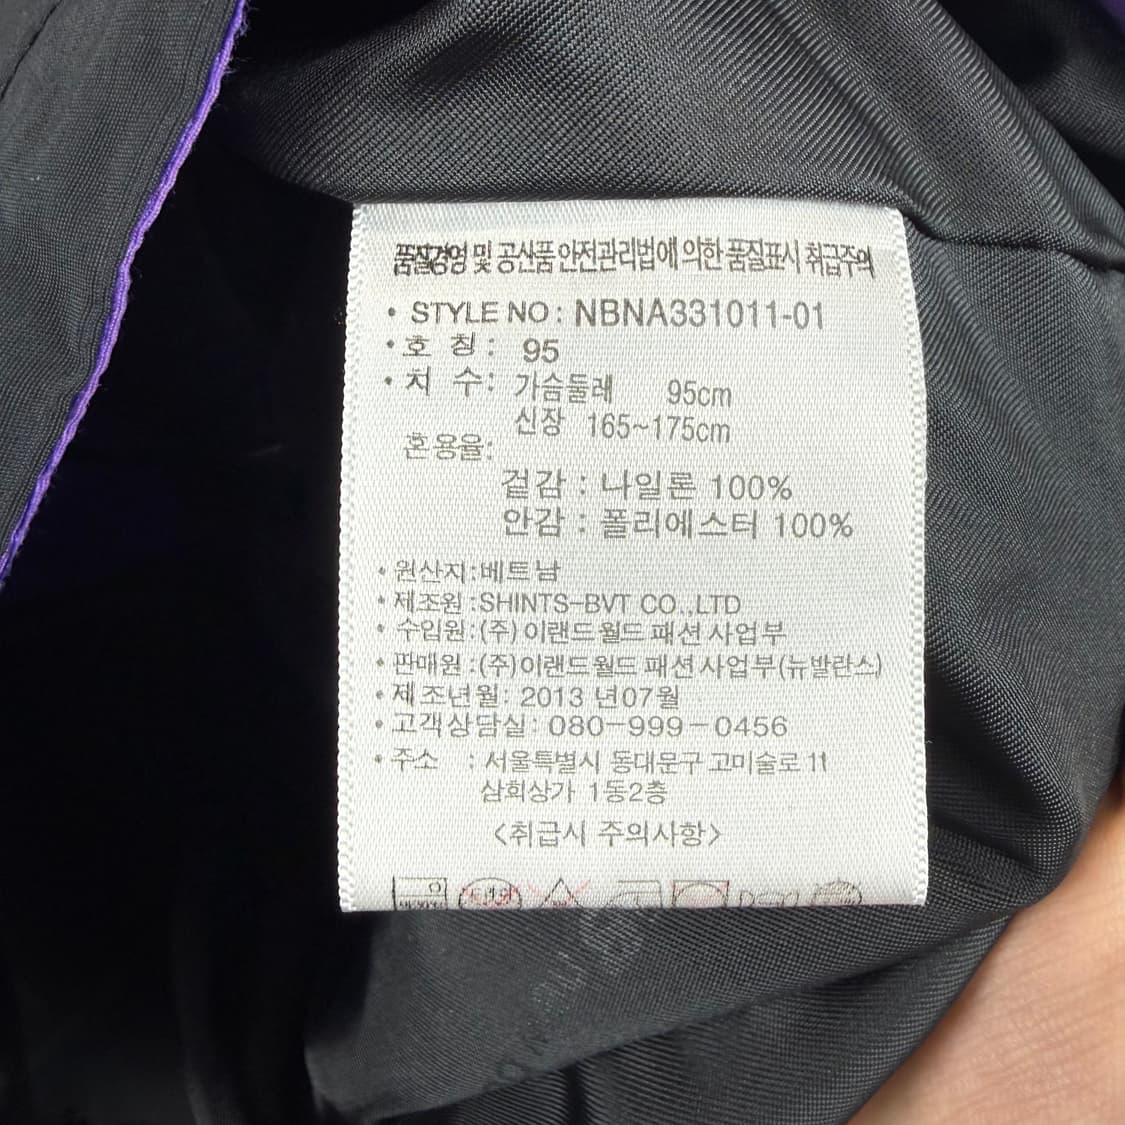 품질경영 및 공산품 안전관리법에 의한 품질표시 취급주의
• STYLE NO : NBNA331011-01
• 호 칭 : 95
• 치 수 : 가슴둘레 95cm
신장 165~175cm
혼용율:
겉감 : 나일론 100%
안감 : 폴리에스터 100%
• 원산지:베트남
• 제조원 :SHINTS-BVT CO.,LTD
• 수입원:(주) 이랜드월드 패션 사업부
• 판매원 :(주)이랜드월드 패션사업부(뉴발란스)
• 제조년월: 2013 년07월
• 고객상담실: 080-999-0456
• 주소 : 서울특별시 동대문구 고미술로 11
삼희상가 1동2층
<취급시 주의사항>